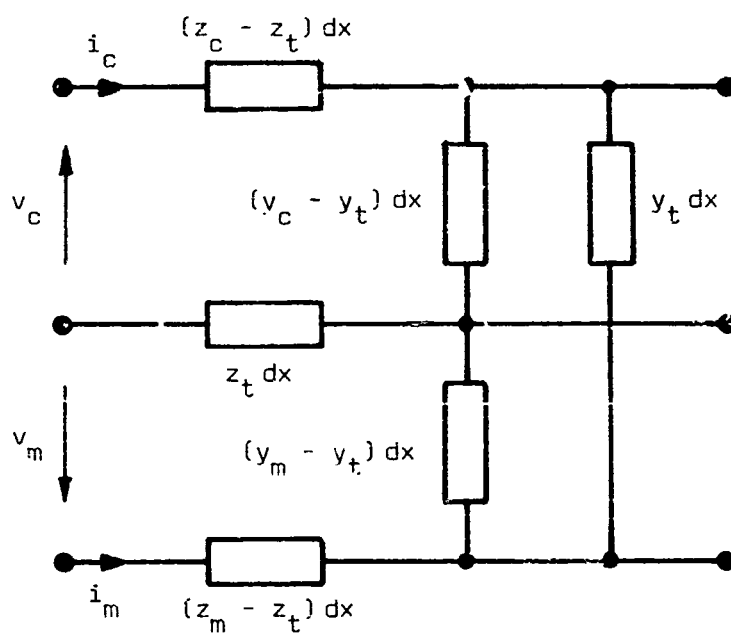 (z_c - z_t) dx
i_c
v_c
(y_c - y_t) dx
y_t dx
z_t dx
v_m
(y_m - y_t) dx
i_m
(z_m - z_t) dx